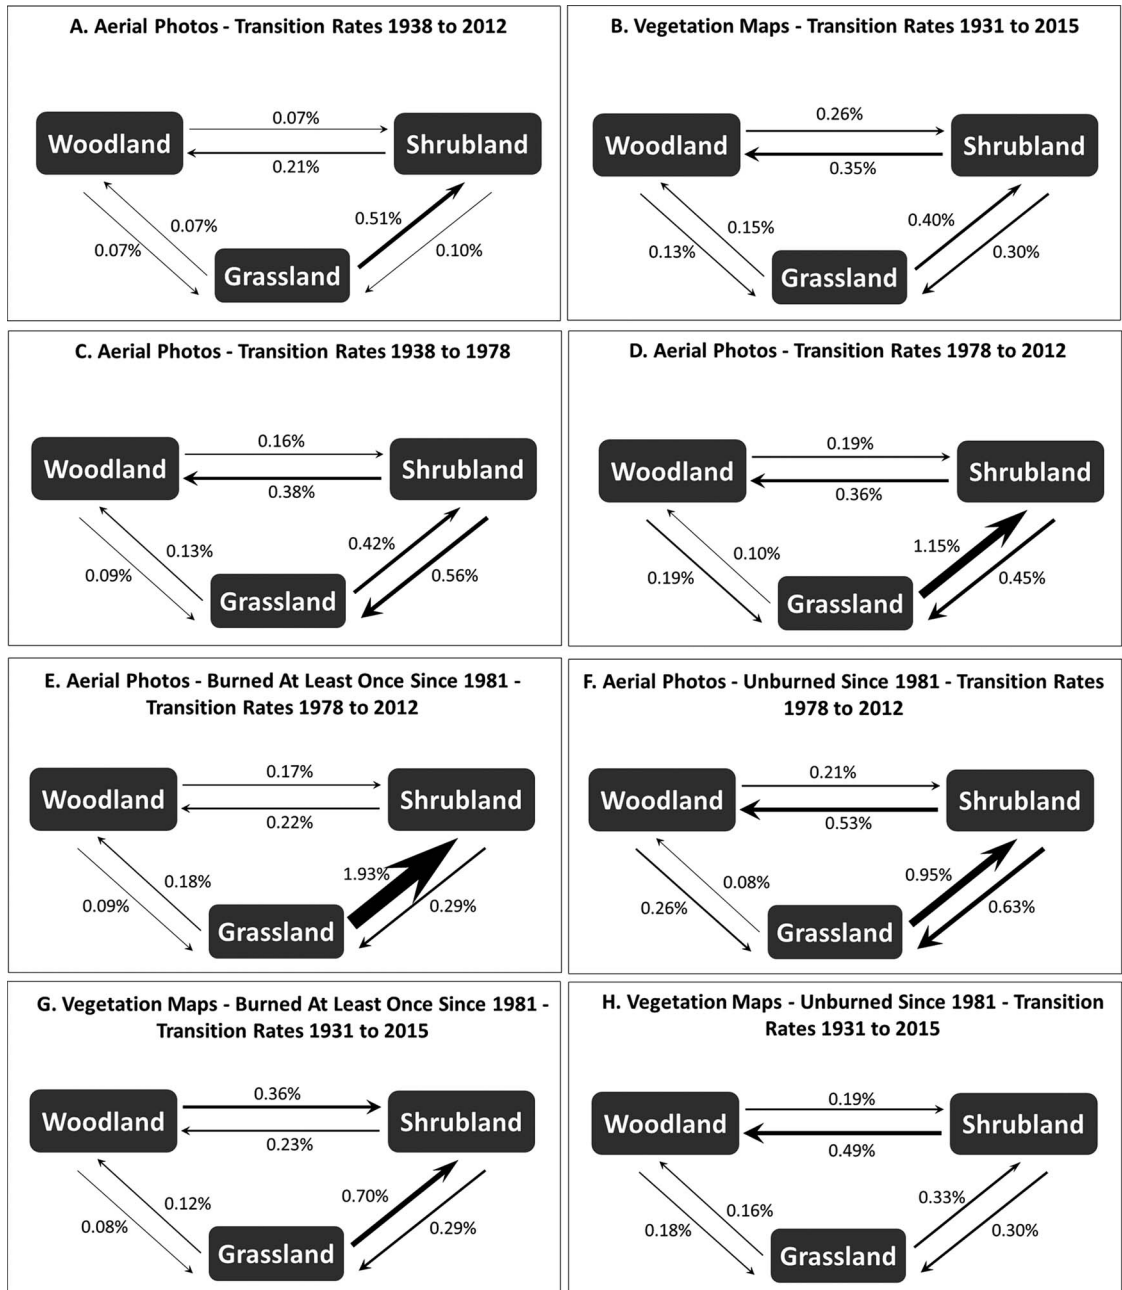 A. Aerial Photos - Transition Rates 1938 to 2012
Woodland
0.07%
0.21%
Shrubland
0.07%
0.07%
0.51%
0.10%
Grassland
B. Vegetation Maps - Transition Rates 1931 to 2015
Woodland
0.26%
0.35%
Shrubland
0.15%
0.13%
0.40%
0.30%
Grassland
C. Aerial Photos - Transition Rates 1938 to 1978
Woodland
0.16%
0.38%
Shrubland
0.13%
0.09%
0.42%
0.56%
Grassland
D. Aerial Photos - Transition Rates 1978 to 2012
Woodland
0.19%
0.36%
Shrubland
0.10%
0.19%
1.15%
0.45%
Grassland
E. Aerial Photos - Burned At Least Once Since 1981 -
Transition Rates 1978 to 2012
Woodland
0.17%
0.22%
Shrubland
0.18%
0.09%
1.93%
0.29%
Grassland
F. Aerial Photos - Unburned Since 1981 - Transition Rates
1978 to 2012
Woodland
0.21%
0.53%
Shrubland
0.08%
0.26%
0.95%
0.63%
Grassland
G. Vegetation Maps - Burned At Least Once Since 1981 -
Transition Rates 1931 to 2015
Woodland
0.36%
0.23%
Shrubland
0.12%
0.08%
0.70%
0.29%
Grassland
H. Vegetation Maps - Unburned Since 1981 - Transition
Rates 1931 to 2015
Woodland
0.19%
0.49%
Shrubland
0.16%
0.18%
0.33%
0.30%
Grassland